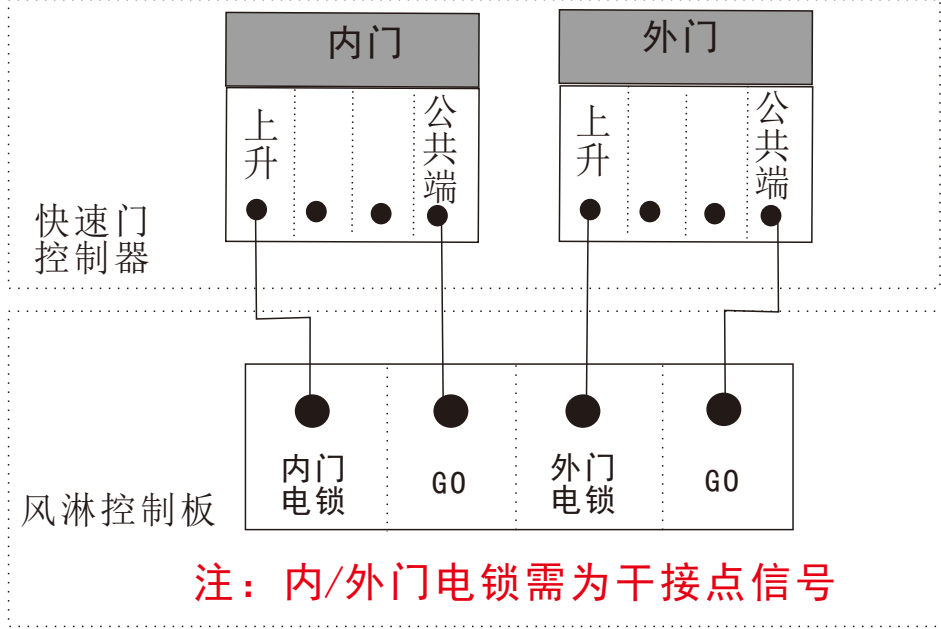 内门
外门
上升
公共端
上升
公共端
快速门
控制器
内门
电锁
GO
外门
电锁
GO
风淋控制板
注：内/外门电锁需为干接点信号